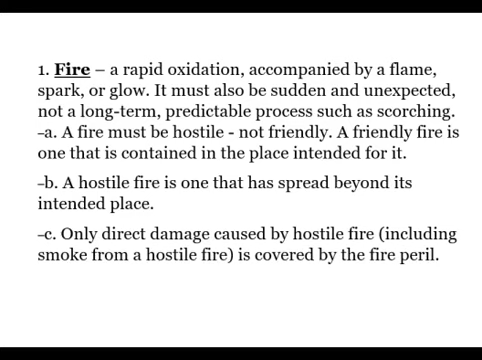 1. Fire – a rapid oxidation, accompanied by a flame,
spark, or glow. It must also be sudden and unexpected,
not a long-term, predictable process such as scorching.
–a. A fire must be hostile - not friendly. A friendly fire is
one that is contained in the place intended for it.
–b. A hostile fire is one that has spread beyond its
intended place.
–c. Only direct damage caused by hostile fire (including
smoke from a hostile fire) is covered by the fire peril.